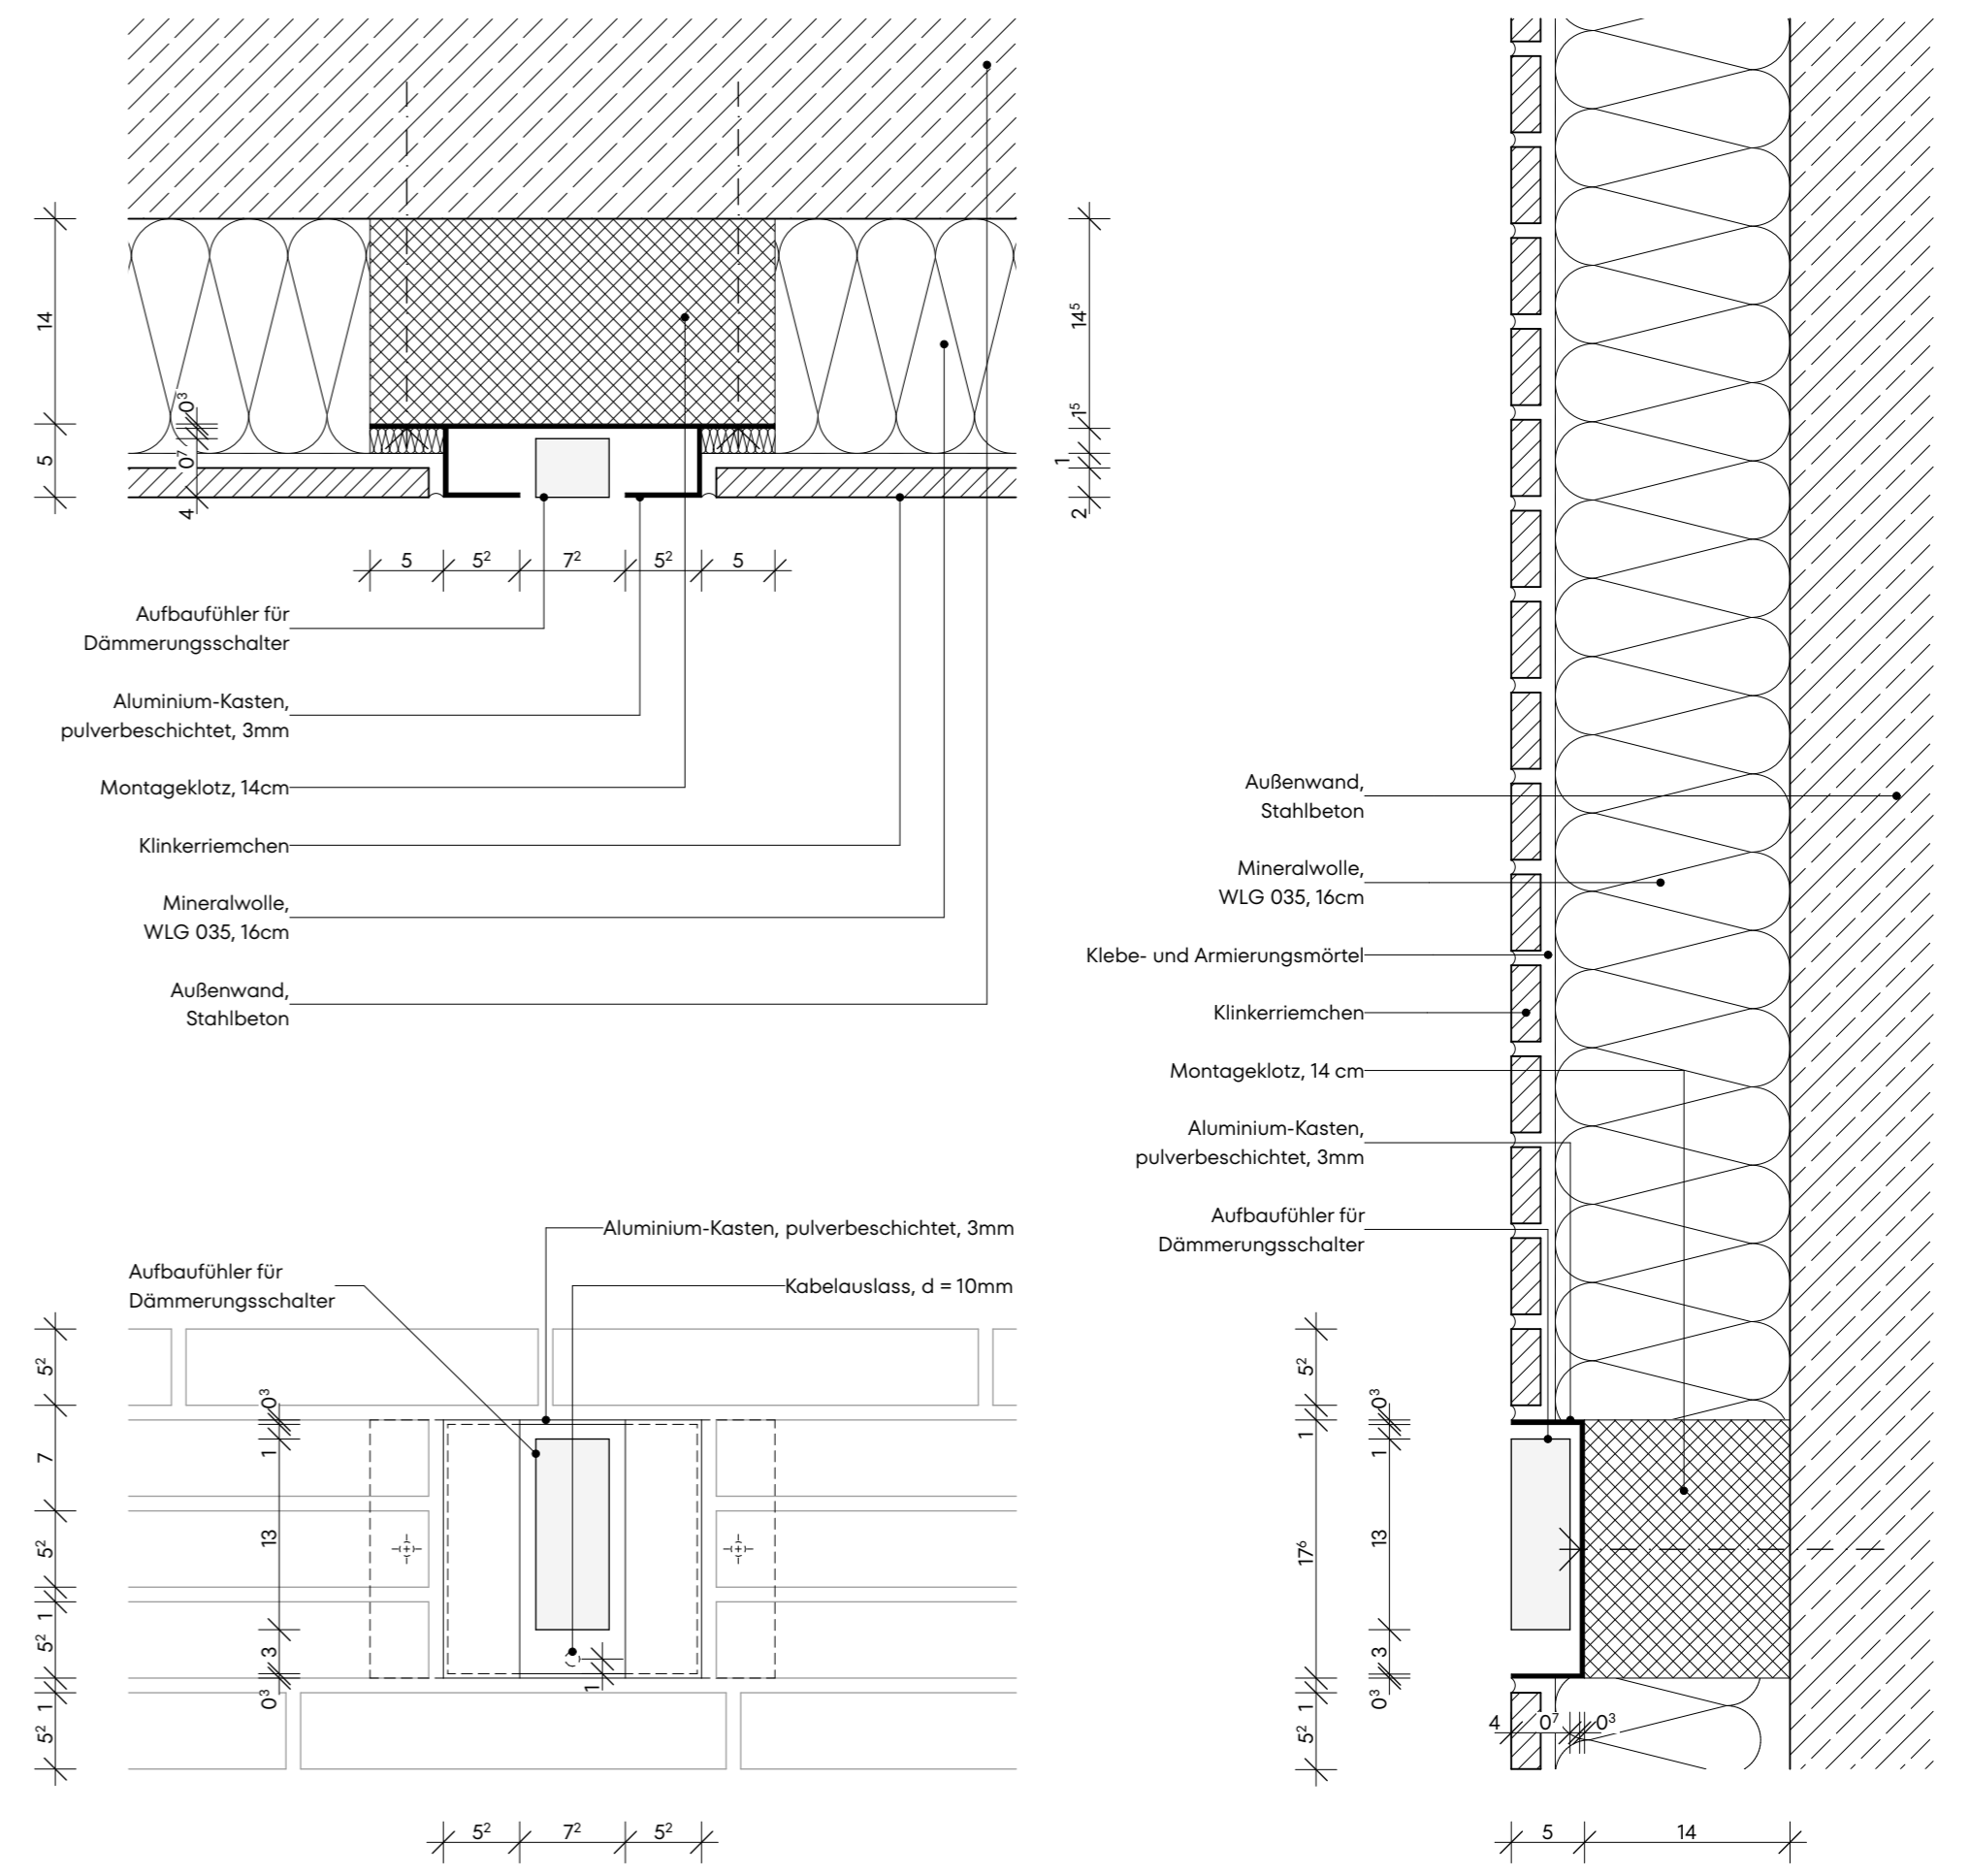 14
5
0³
0⁷
4
14⁵
1⁵
1
2
5 5² 7² 5² 5
Aufbaufühler für
Dämmerungsschalter
Aluminium-Kasten,
pulverbeschichtet, 3mm
Montageklotz, 14cm
Klinkerriemchen
Mineralwolle,
WLG 035, 16cm
Außenwand,
Stahlbeton
Aluminium-Kasten, pulverbeschichtet, 3mm
Aufbaufühler für
Dämmerungsschalter
Kabelauslass, d = 10mm
5²
7
5²
1
5²
1
5²
0³
1
13
3
0³
1
5² 7² 5²
Außenwand,
Stahlbeton
Mineralwolle,
WLG 035, 16cm
Klebe- und Armierungsmörtel
Klinkerriemchen
Montageklotz, 14 cm
Aluminium-Kasten,
pulverbeschichtet, 3mm
Aufbaufühler für
Dämmerungsschalter
5²
1
17⁶
1
5²
0³
1
13
3
0³
4 0⁷ 0³
5 14